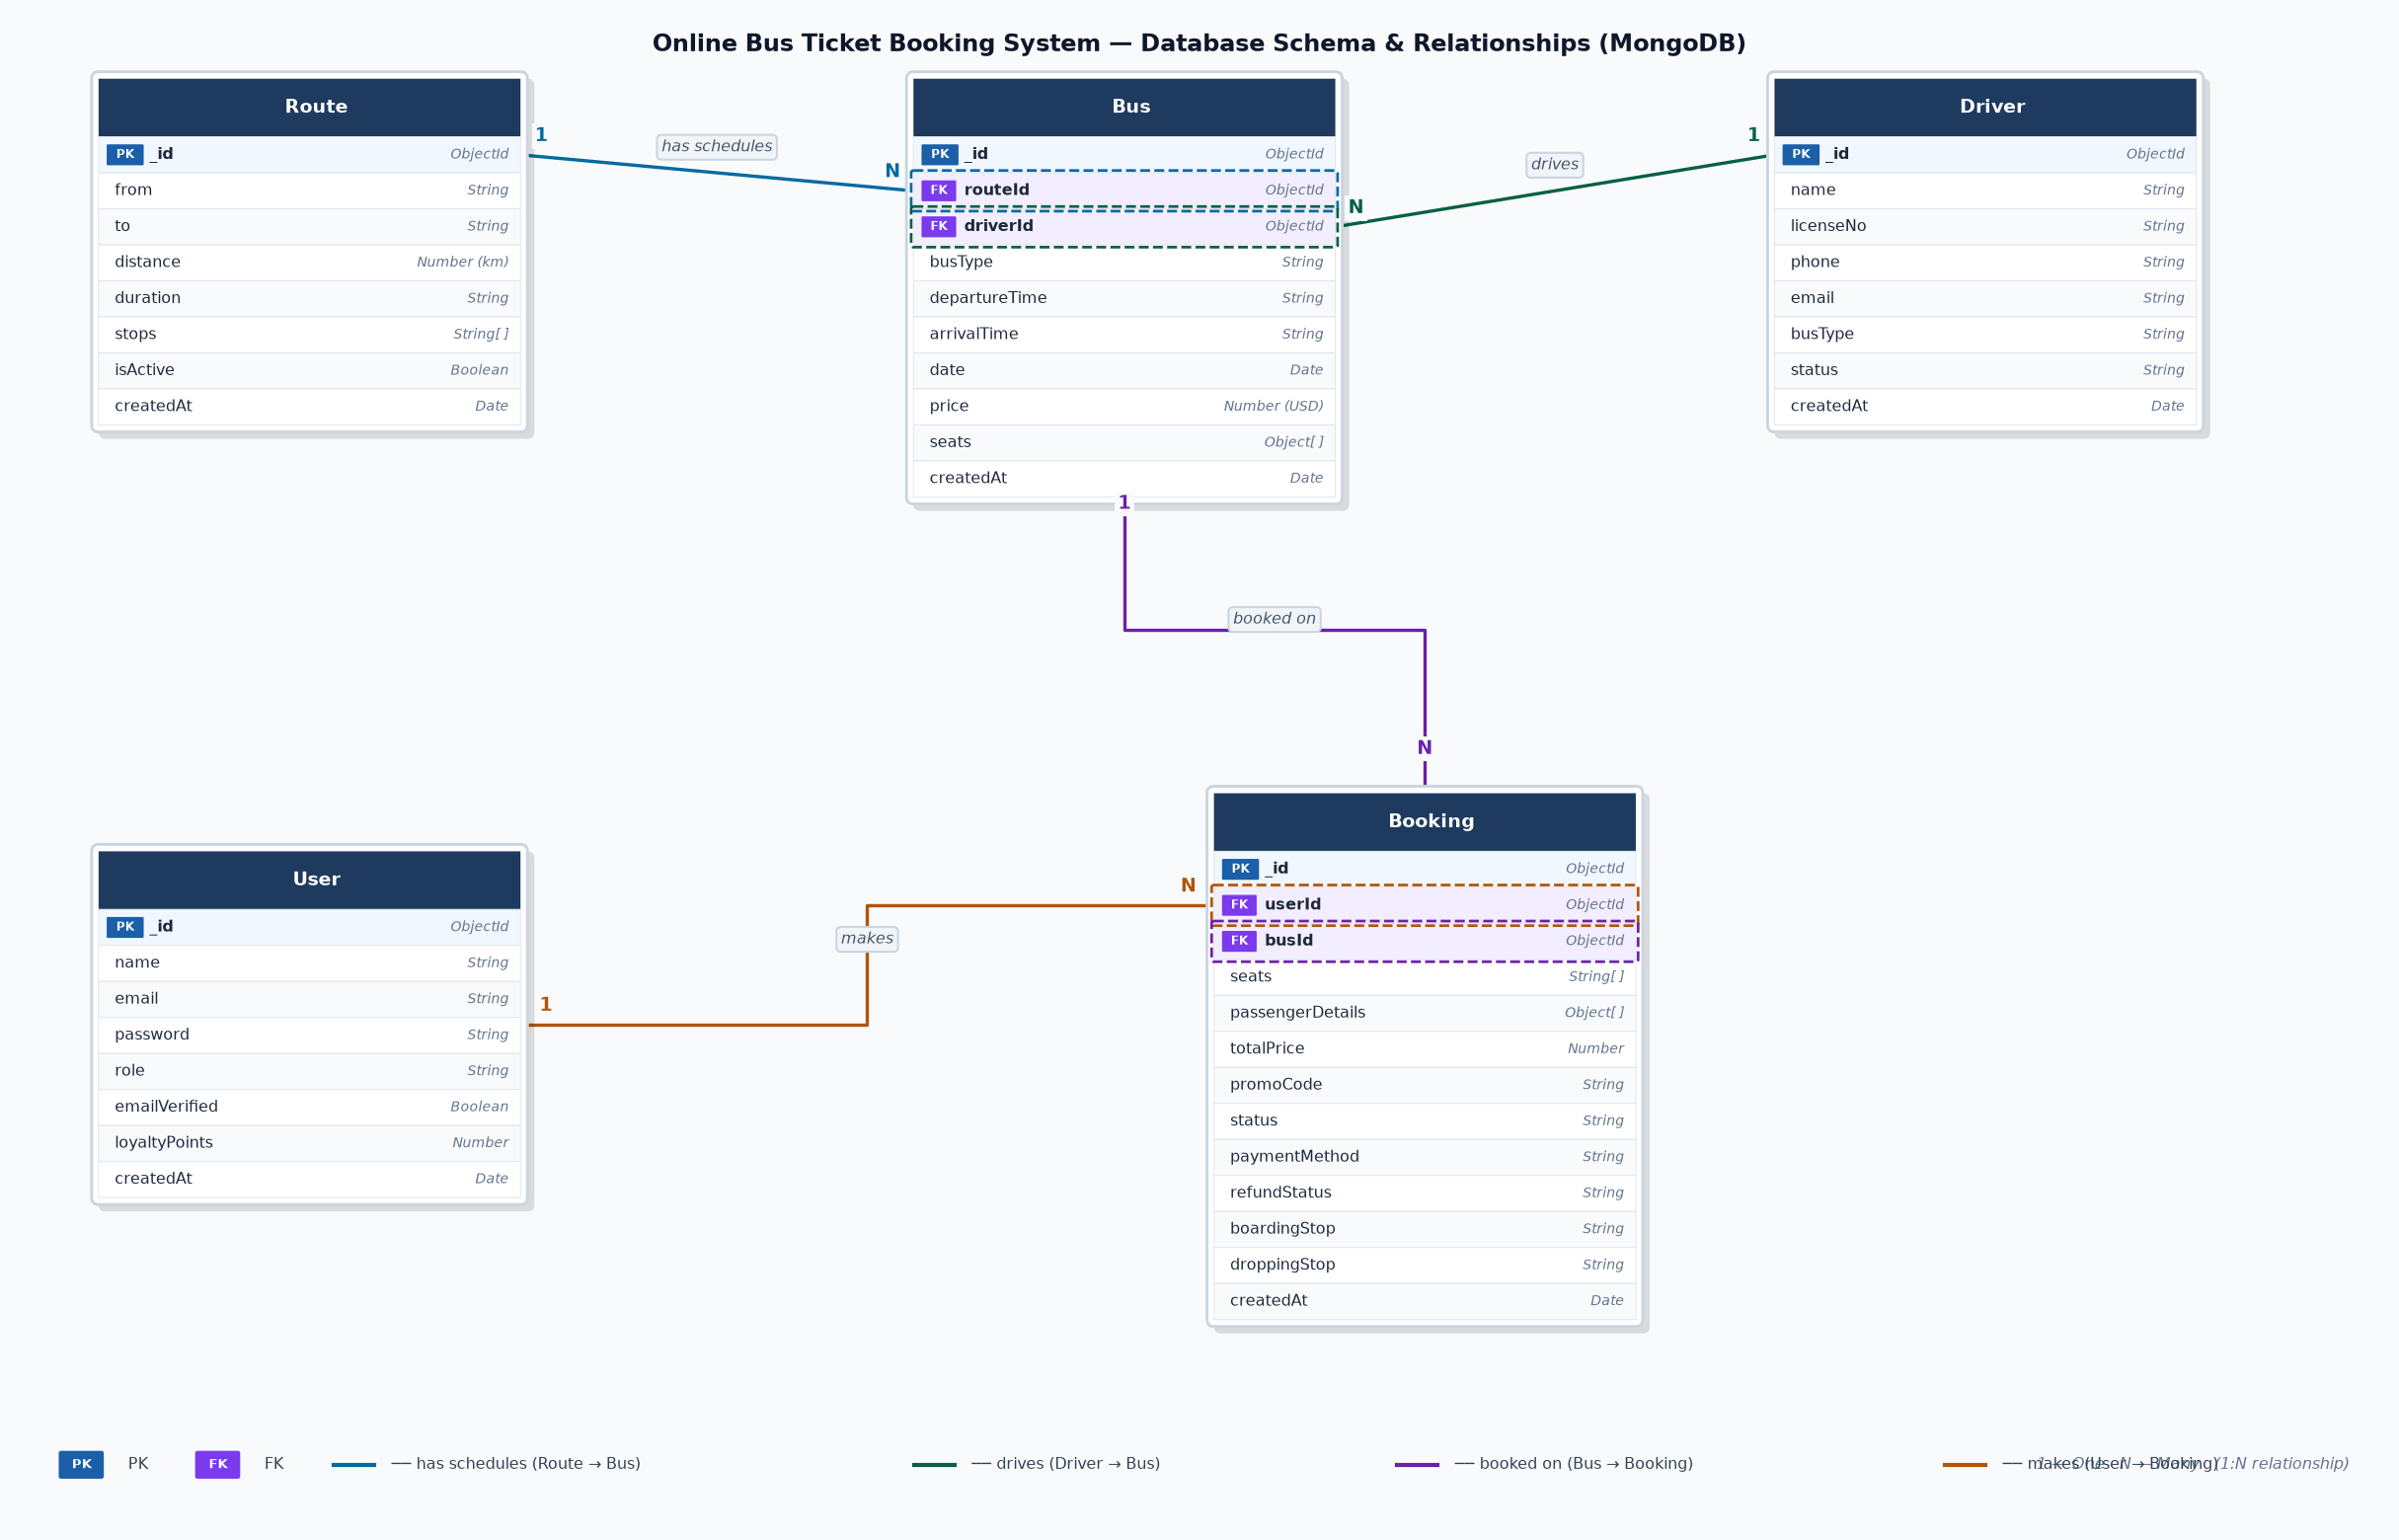 Online Bus Ticket Booking System — Database Schema & Relationships (MongoDB)
Route
PK _id ObjectId
from String
to String
distance Number (km)
duration String
stops String[ ]
isActive Boolean
createdAt Date
1
has schedules
N
Bus
PK _id ObjectId
FK routeId ObjectId
FK driverId ObjectId
busType String
departureTime String
arrivalTime String
date Date
price Number (USD)
seats Object[ ]
createdAt Date
N
drives
1
Driver
PK _id ObjectId
name String
licenseNo String
phone String
email String
busType String
status String
createdAt Date
1
booked on
N
User
PK _id ObjectId
name String
email String
password String
role String
emailVerified Boolean
loyaltyPoints Number
createdAt Date
1
makes
N
Booking
PK _id ObjectId
FK userId ObjectId
FK busId ObjectId
seats String[ ]
passengerDetails Object[ ]
totalPrice Number
promoCode String
status String
paymentMethod String
refundStatus String
boardingStop String
droppingStop String
createdAt Date
PK PK
FK FK
— has schedules (Route → Bus)
— drives (Driver → Bus)
— booked on (Bus → Booking)
— makes (User → Booking)
(1:N relationship)